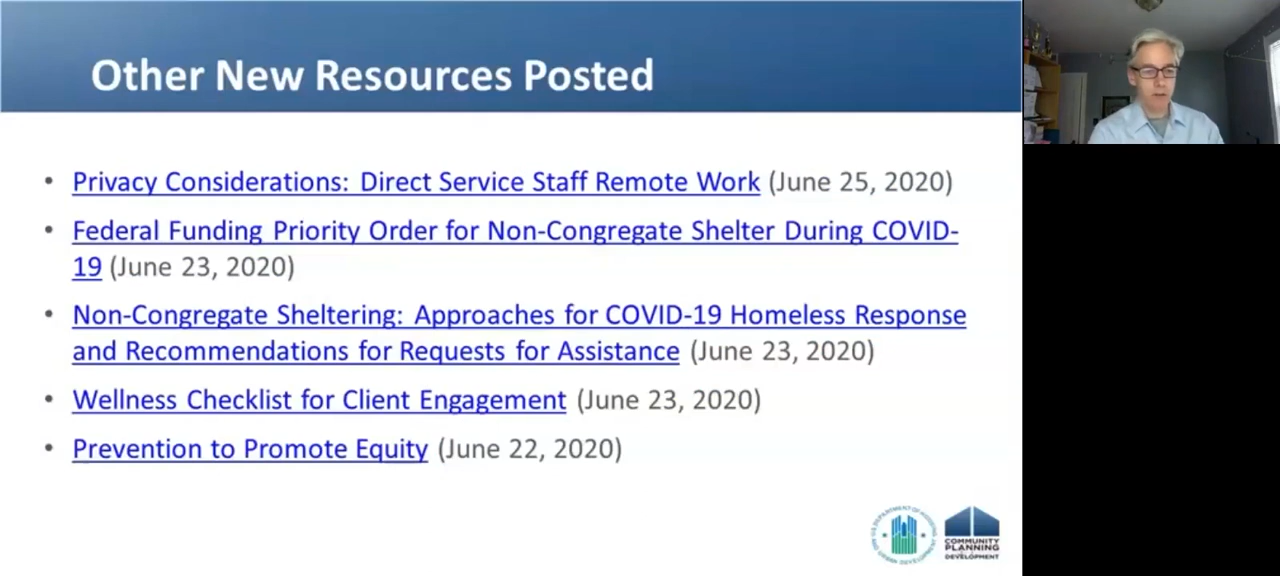 Other New Resources Posted
• Privacy Considerations: Direct Service Staff Remote Work (June 25, 2020)
• Federal Funding Priority Order for Non-Congregate Shelter During COVID-
19 (June 23, 2020)
• Non-Congregate Sheltering: Approaches for COVID-19 Homeless Response
and Recommendations for Requests for Assistance (June 23, 2020)
• Wellness Checklist for Client Engagement (June 23, 2020)
• Prevention to Promote Equity (June 22, 2020)
COMMUNITY
PLANNING
DEVELOPMENT